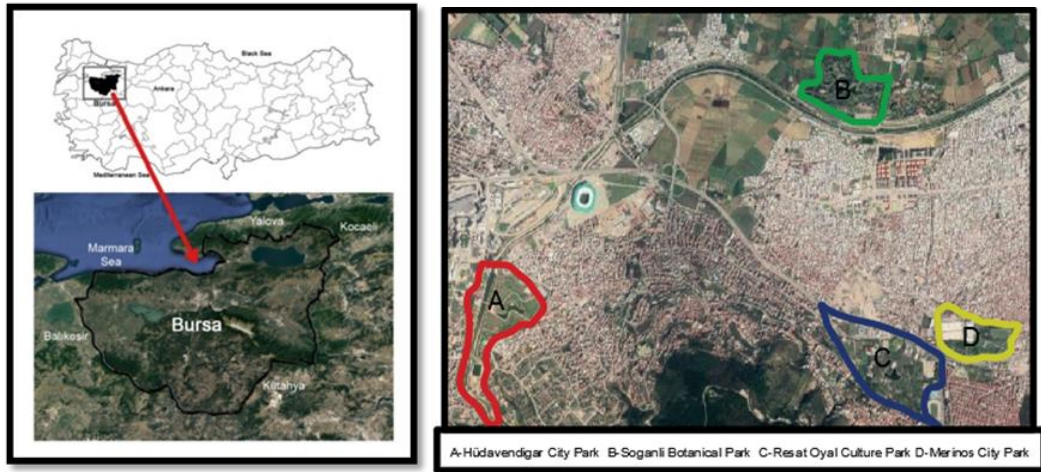 Black Sea
Ankara
Bursa
Mediterranean Sea
Yalova
Kocaeli
Marmara
Sea
Bursa
Balıkesir
Kütahya
B
A
D
C
A-Hüdavendigar City Park B-Soganli Botanical Park C-Resat Oyal Culture Park D-Merinos City Park